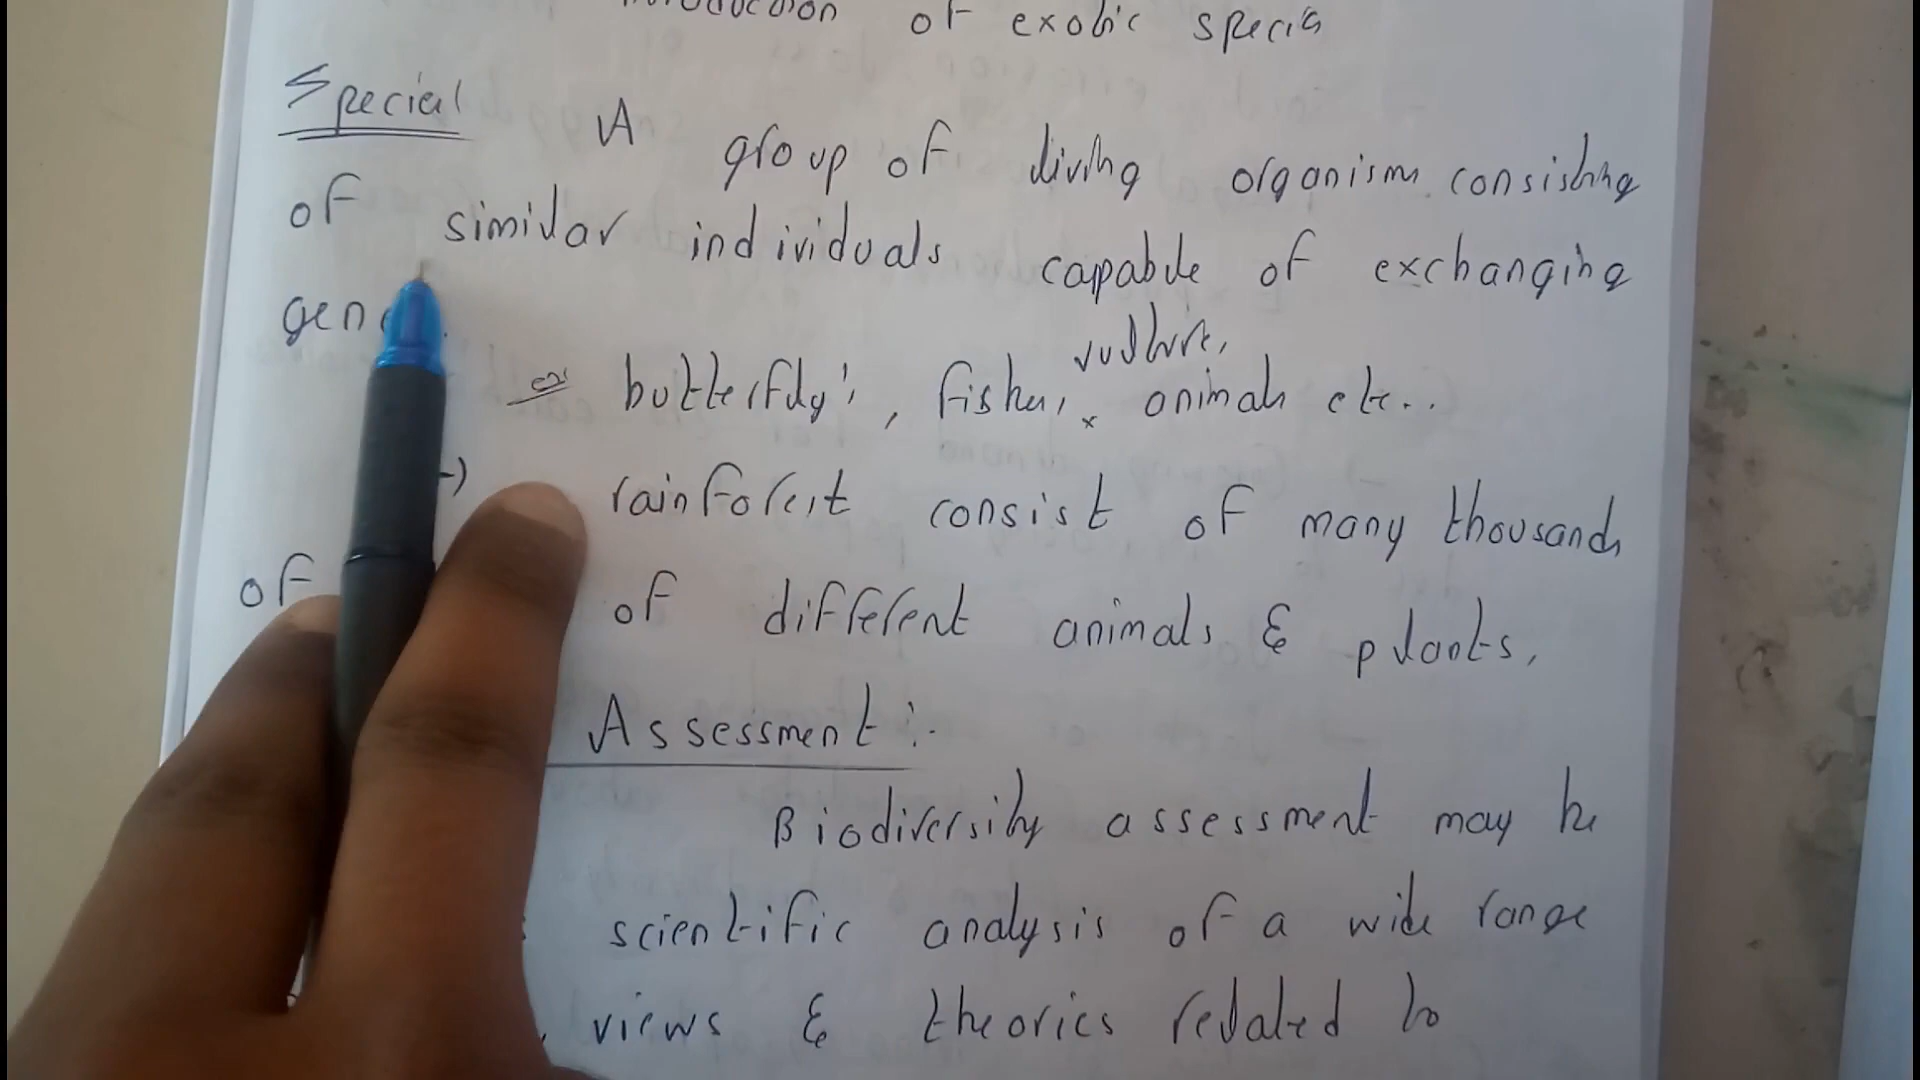 of exotic species
Special A group of living organism consisting
of similar individuals capable of exchanging
vulture,
ex butterfly's, fishes, x animals etc..
rainforest consist of many thousands
of of different animals & plants,
Assessment :-
Biodiversity assessment may be
scientific analysis of a wide range
views & theories related to